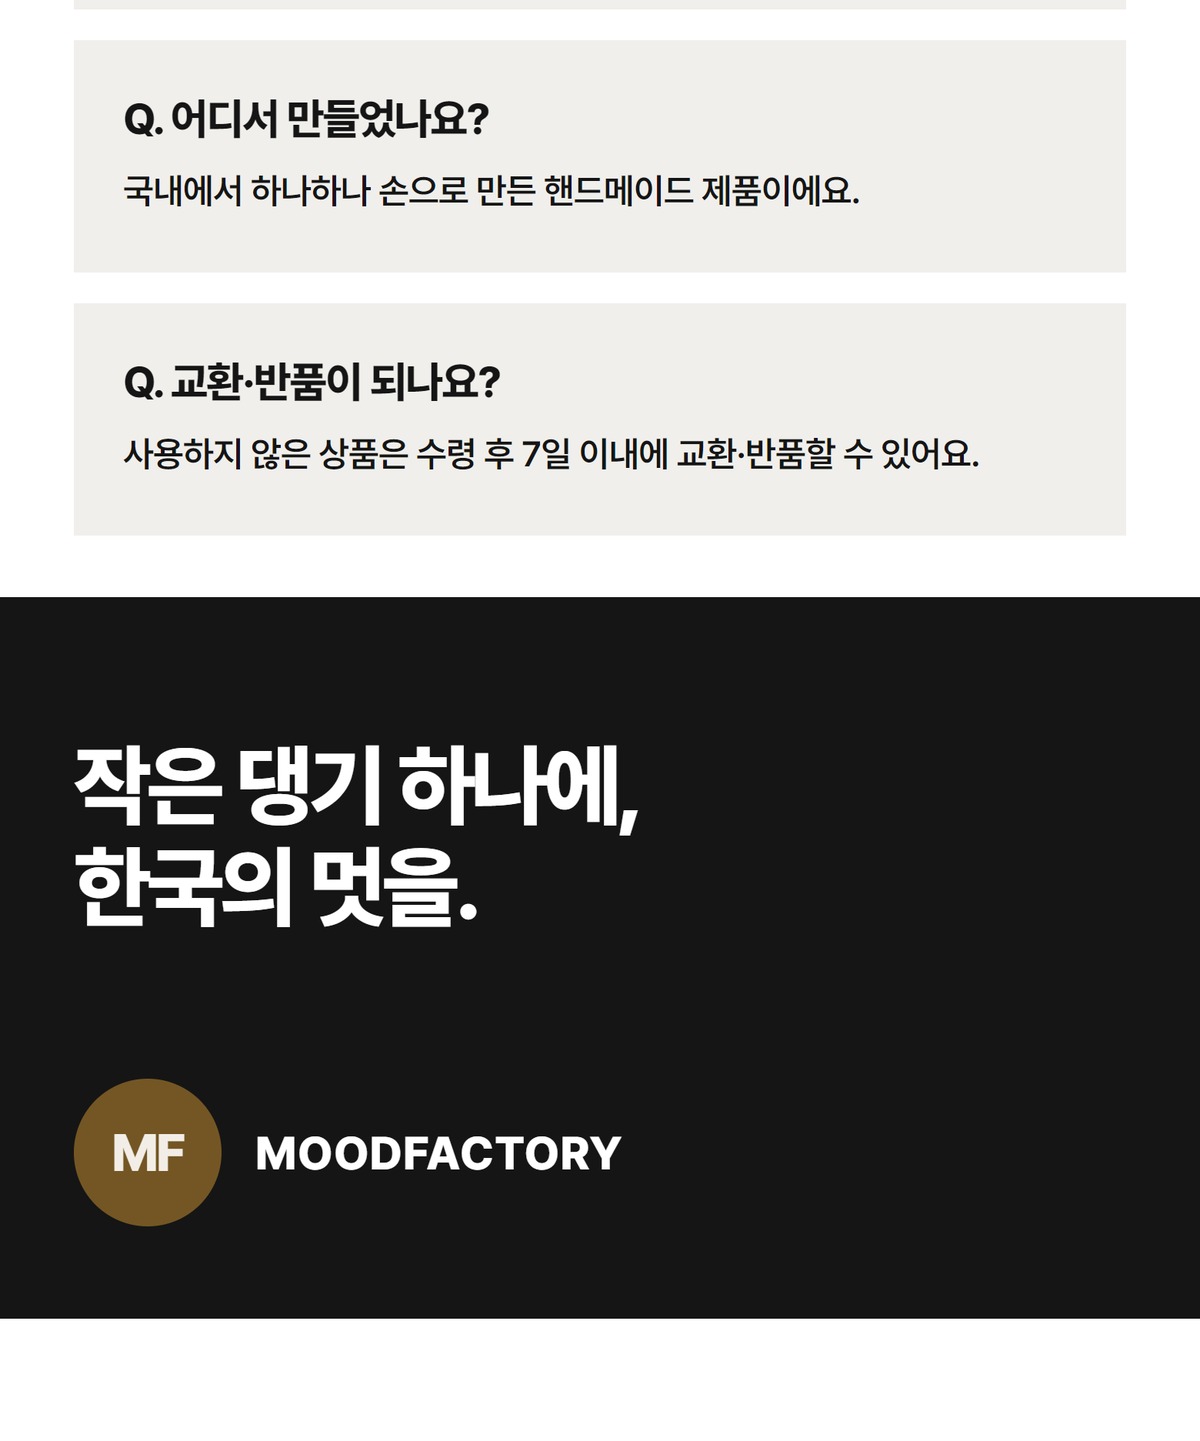 Q. 어디서 만들었나요?
국내에서 하나하나 손으로 만든 핸드메이드 제품이에요.
Q. 교환·반품이 되나요?
사용하지 않은 상품은 수령 후 7일 이내에 교환·반품할 수 있어요.
작은 댕기 하나에,
한국의 멋을.
MF
MOODFACTORY